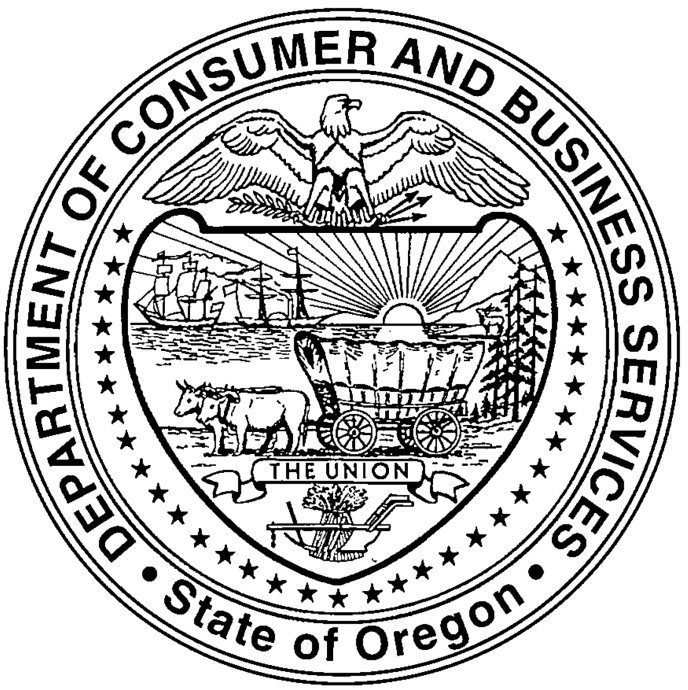 DEPARTMENT OF CONSUMER AND BUSINESS SERVICES
THE UNION
• State of Oregon •